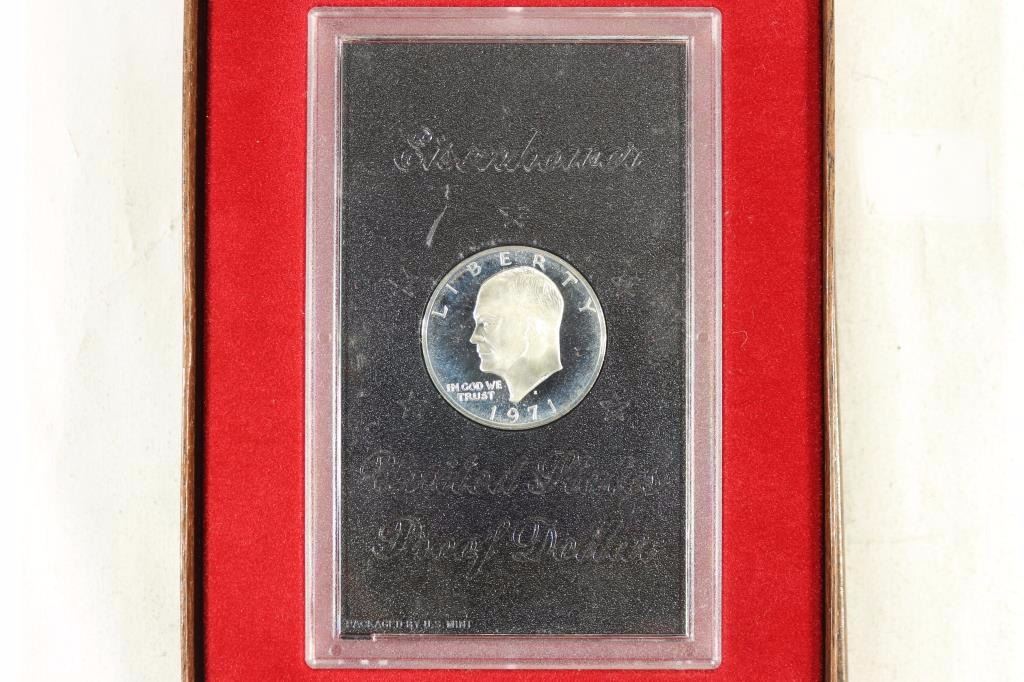 Eisenhower
LIBERTY
IN GOD WE
TRUST
1971
United States
Proof Dollar
PACKAGED BY U.S. MINT